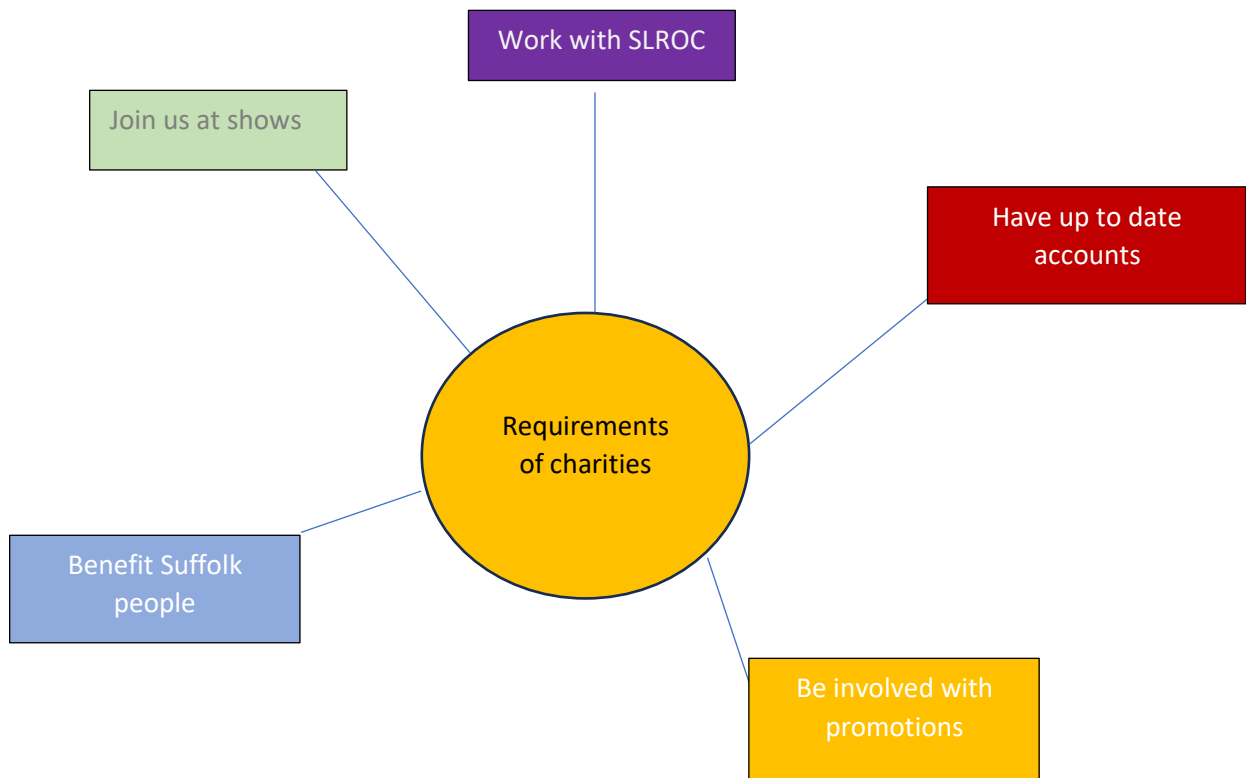 Work with SLROC
Join us at shows
Have up to date
accounts
Requirements
of charities
Benefit Suffolk
people
Be involved with
promotions